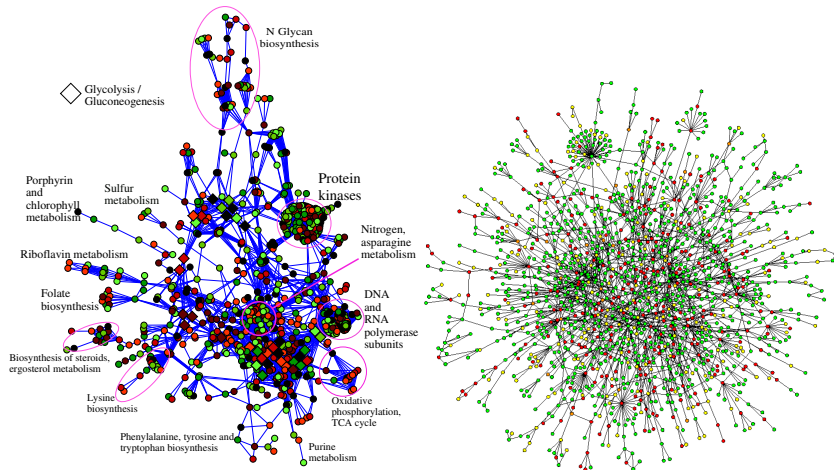 N Glycan
biosynthesis
Glycolysis /
Gluconeogenesis
Protein
kinases
Porphyrin
and
chlorophyll
metabolism
Sulfur
metabolism
Nitrogen,
asparagine
metabolism
Riboflavin metabolism
Folate
biosynthesis
DNA
and
RNA
polymerase
subunits
Biosynthesis of steroids,
ergosterol metabolism
Lysine
biosynthesis
Oxidative
phosphorylation,
TCA cycle
Phenylalanine, tyrosine and
tryptophan biosynthesis
Purine
metabolism